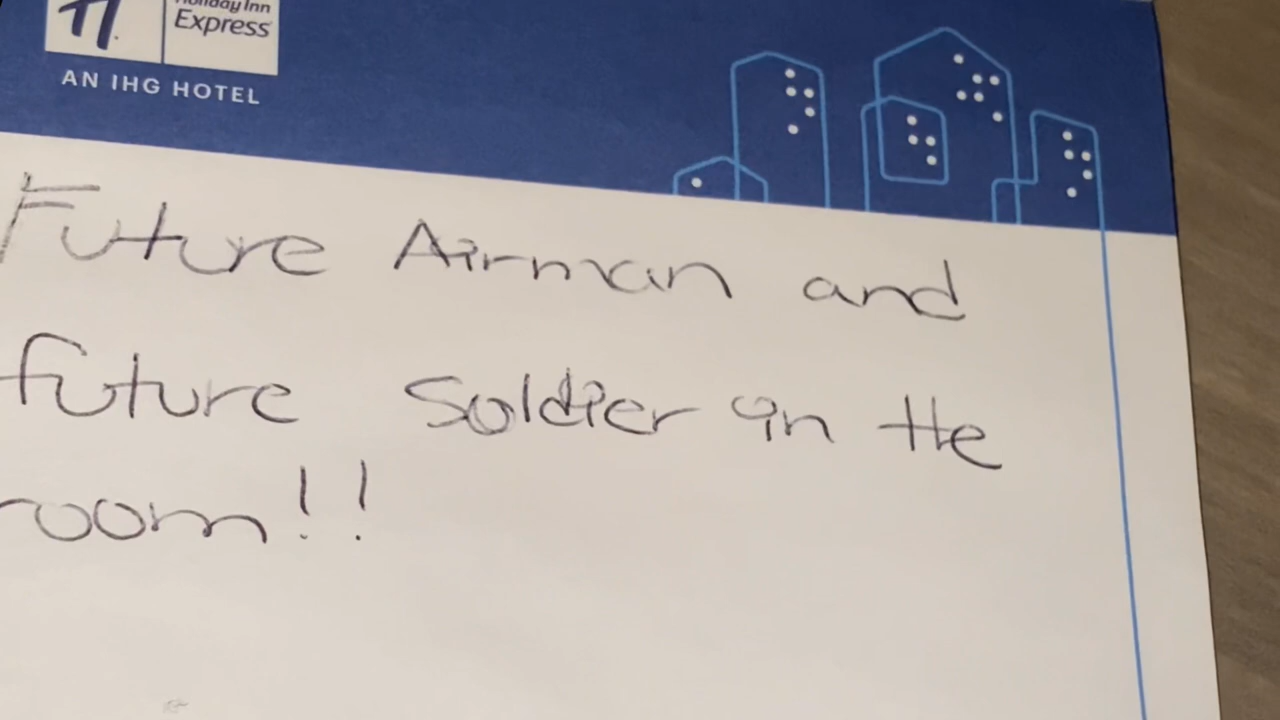 Holiday Inn
Express
AN IHG HOTEL
Future Airman and
future Soldier in the
room!!